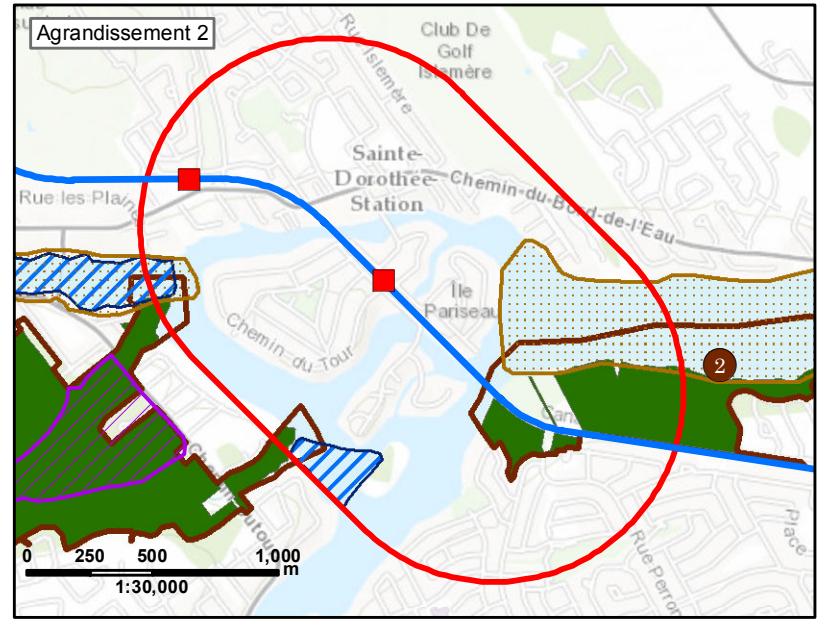 Agrandissement 2
Club De
Golf
Islemère
Rue Islemère
Sainte-
Dorothée-
Station
Chemin-du-Bord-de-l'Eau
Rue les Plaines
Île
Pariseau
Chemin du Tour
2
Rue Perron
Place
0 250 500 1,000
m
1:30,000